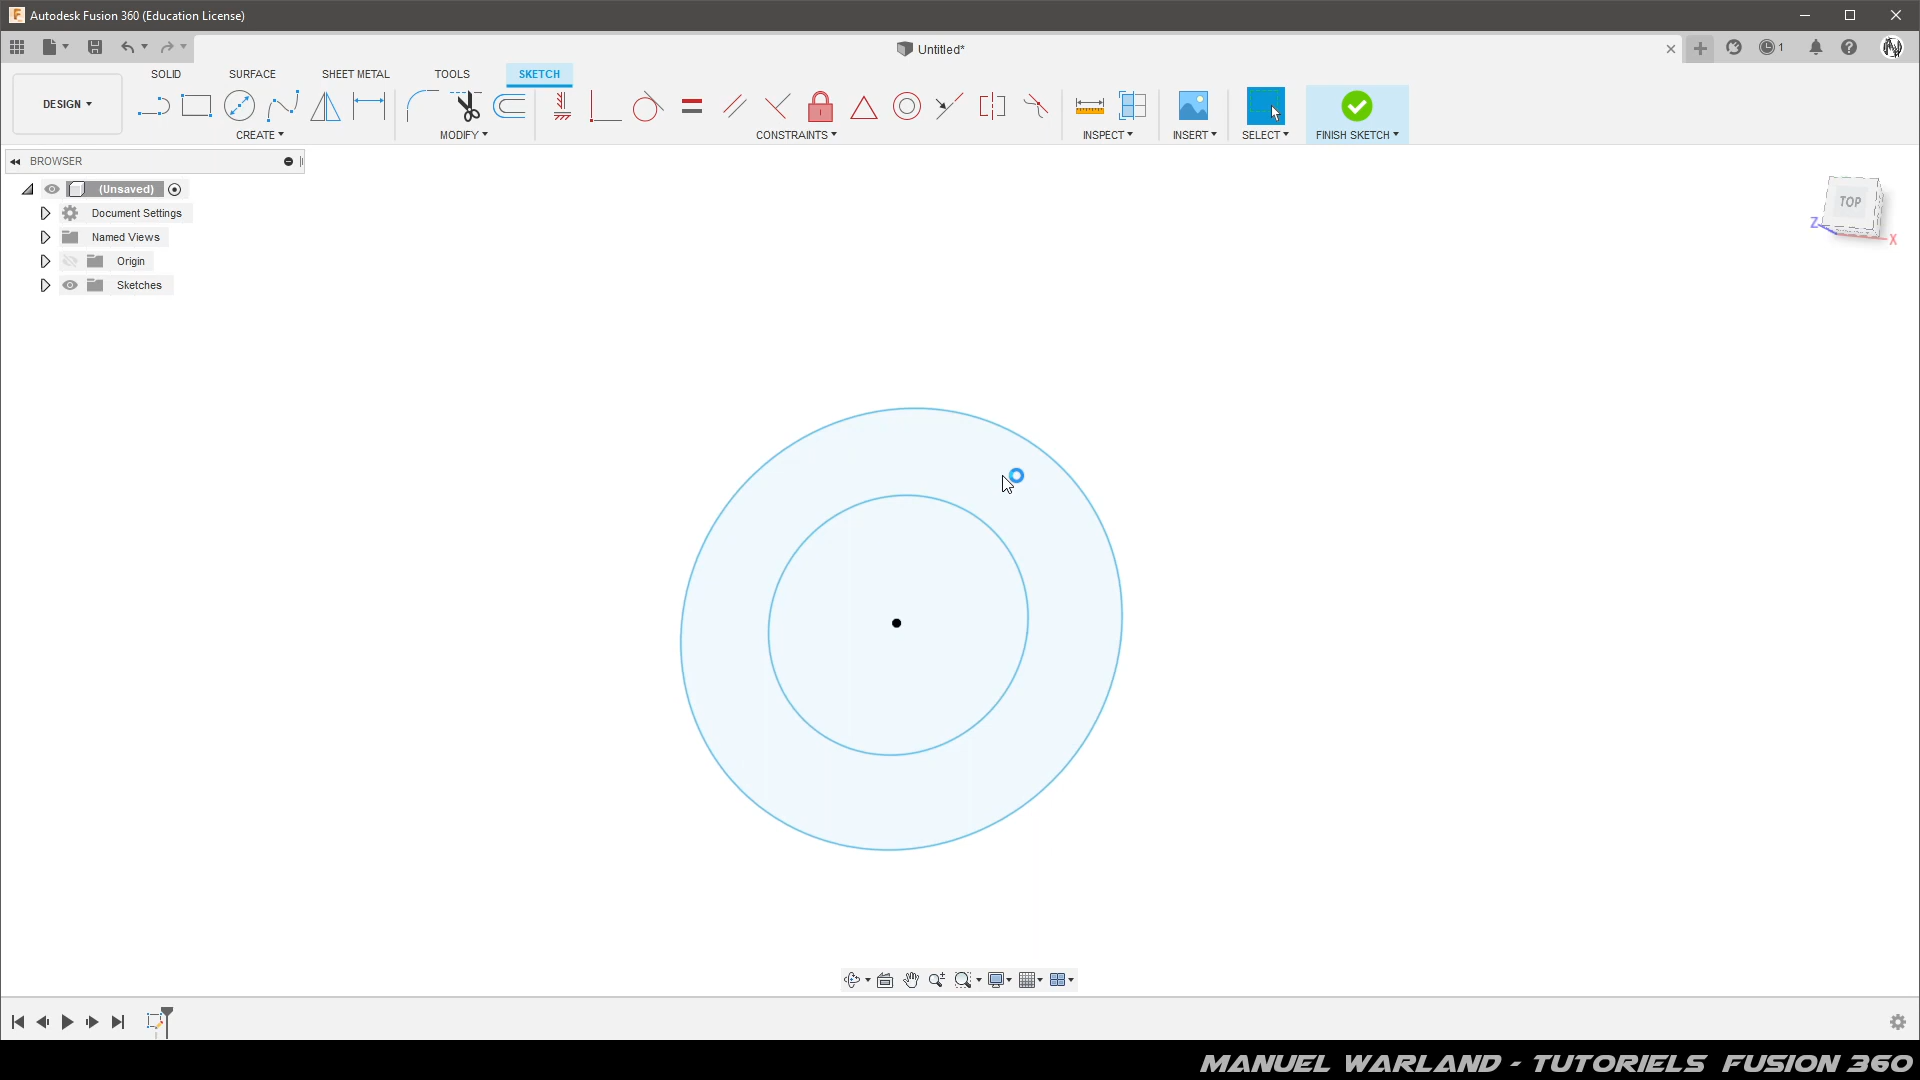 Autodesk Fusion 360 (Education License)
Untitled*
1
SOLID SURFACE SHEET METAL TOOLS SKETCH
DESIGN
CREATE MODIFY CONSTRAINTS INSPECT INSERT SELECT FINISH SKETCH
BROWSER
(Unsaved)
Document Settings
Named Views
Origin
Sketches
TOP
Z
X
MANUEL WARLAND - TUTORIELS FUSION 360